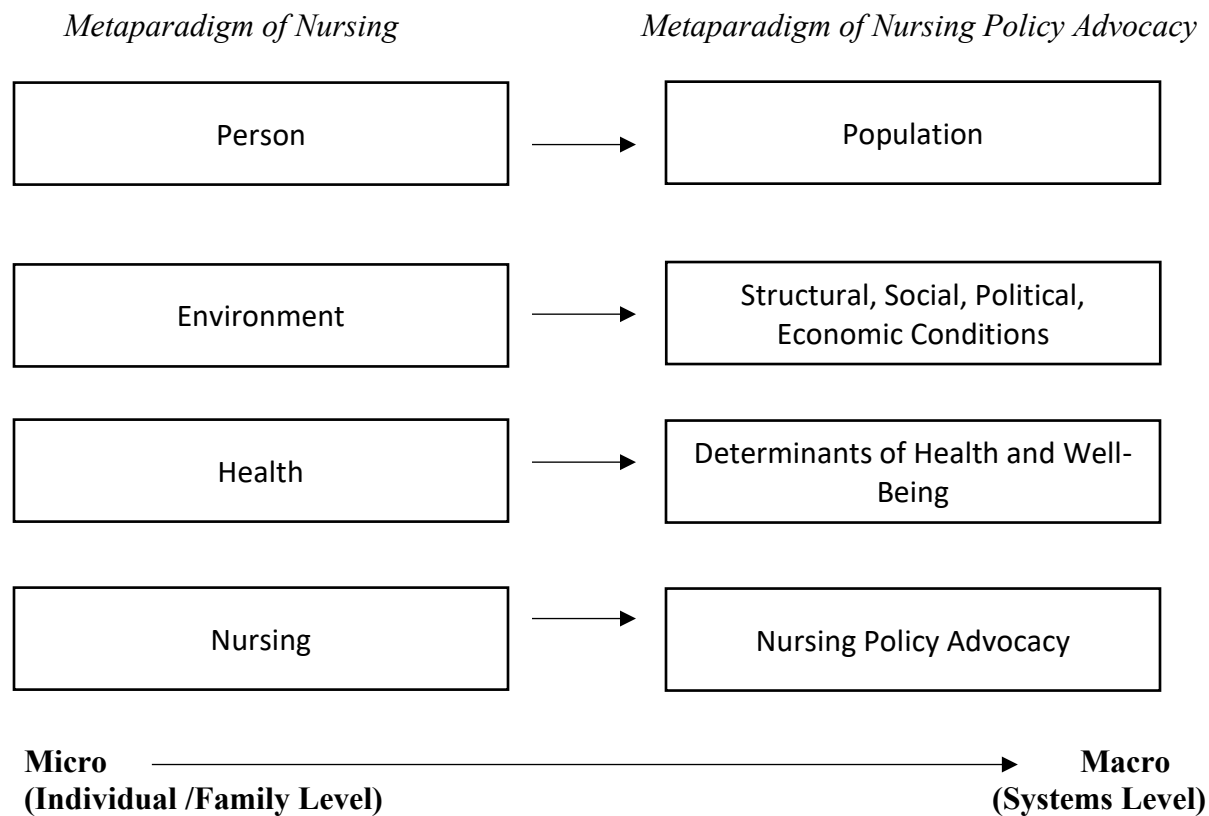 Metaparadigm of Nursing
Metaparadigm of Nursing Policy Advocacy
Person
Population
Environment
Structural, Social, Political,
Economic Conditions
Health
Determinants of Health and Well-
Being
Nursing
Nursing Policy Advocacy
Micro
(Individual /Family Level)
Macro
(Systems Level)